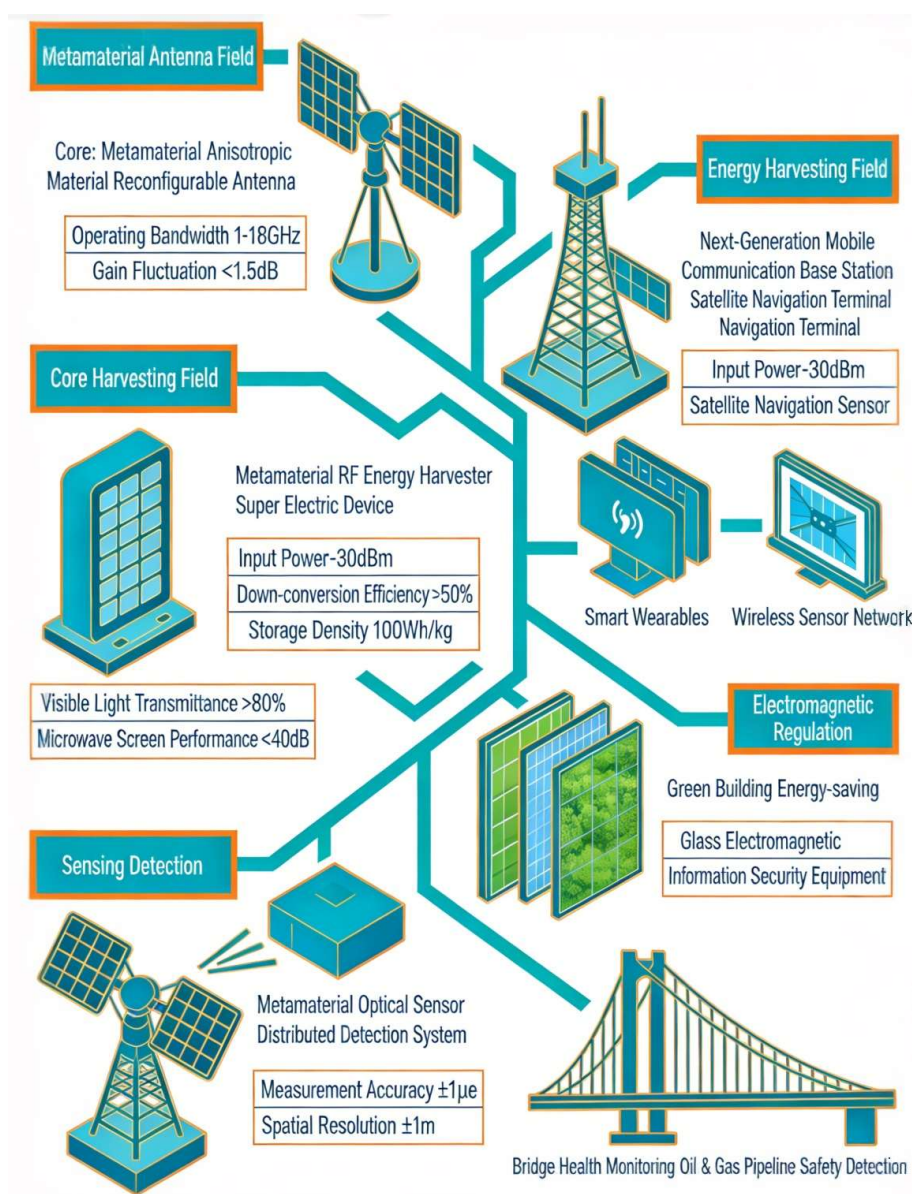 Metamaterial Antenna Field
Core: Metamaterial Anisotropic
Material Reconfigurable Antenna
Operating Bandwidth 1-18GHz
Gain Fluctuation <1.5dB
Energy Harvesting Field
Next-Generation Mobile
Communication Base Station
Satellite Navigation Terminal
Navigation Terminal
Input Power-30dBm
Satellite Navigation Sensor
Core Harvesting Field
Metamaterial RF Energy Harvester
Super Electric Device
Input Power-30dBm
Down-conversion Efficiency >50%
Storage Density 100Wh/kg
Smart Wearables
Wireless Sensor Network
Visible Light Transmittance >80%
Microwave Screen Performance <40dB
Electromagnetic
Regulation
Green Building Energy-saving
Glass Electromagnetic
Information Security Equipment
Sensing Detection
Metamaterial Optical Sensor
Distributed Detection System
Measurement Accuracy ±1με
Spatial Resolution ±1m
Bridge Health Monitoring Oil & Gas Pipeline Safety Detection